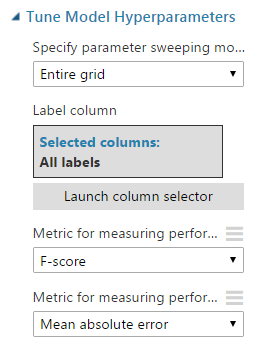 Tune Model Hyperparameters
Specify parameter sweeping mo...
Entire grid
Label column
Selected columns:
All labels
Launch column selector
Metric for measuring perfor...
F-score
Metric for measuring perfor...
Mean absolute error